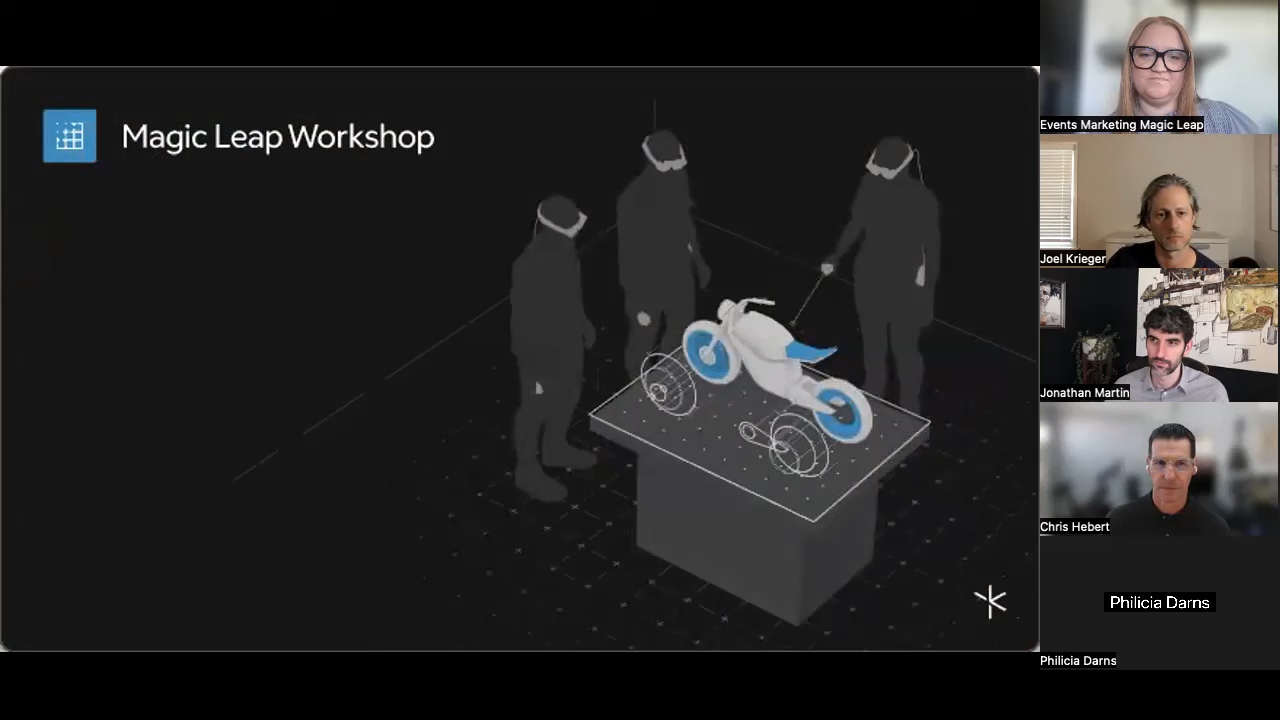 Magic Leap Workshop
Events Marketing Magic Leap
Joel Krieger
Jonathan Martin
Chris Hebert
Philicia Darns
Philicia Darns